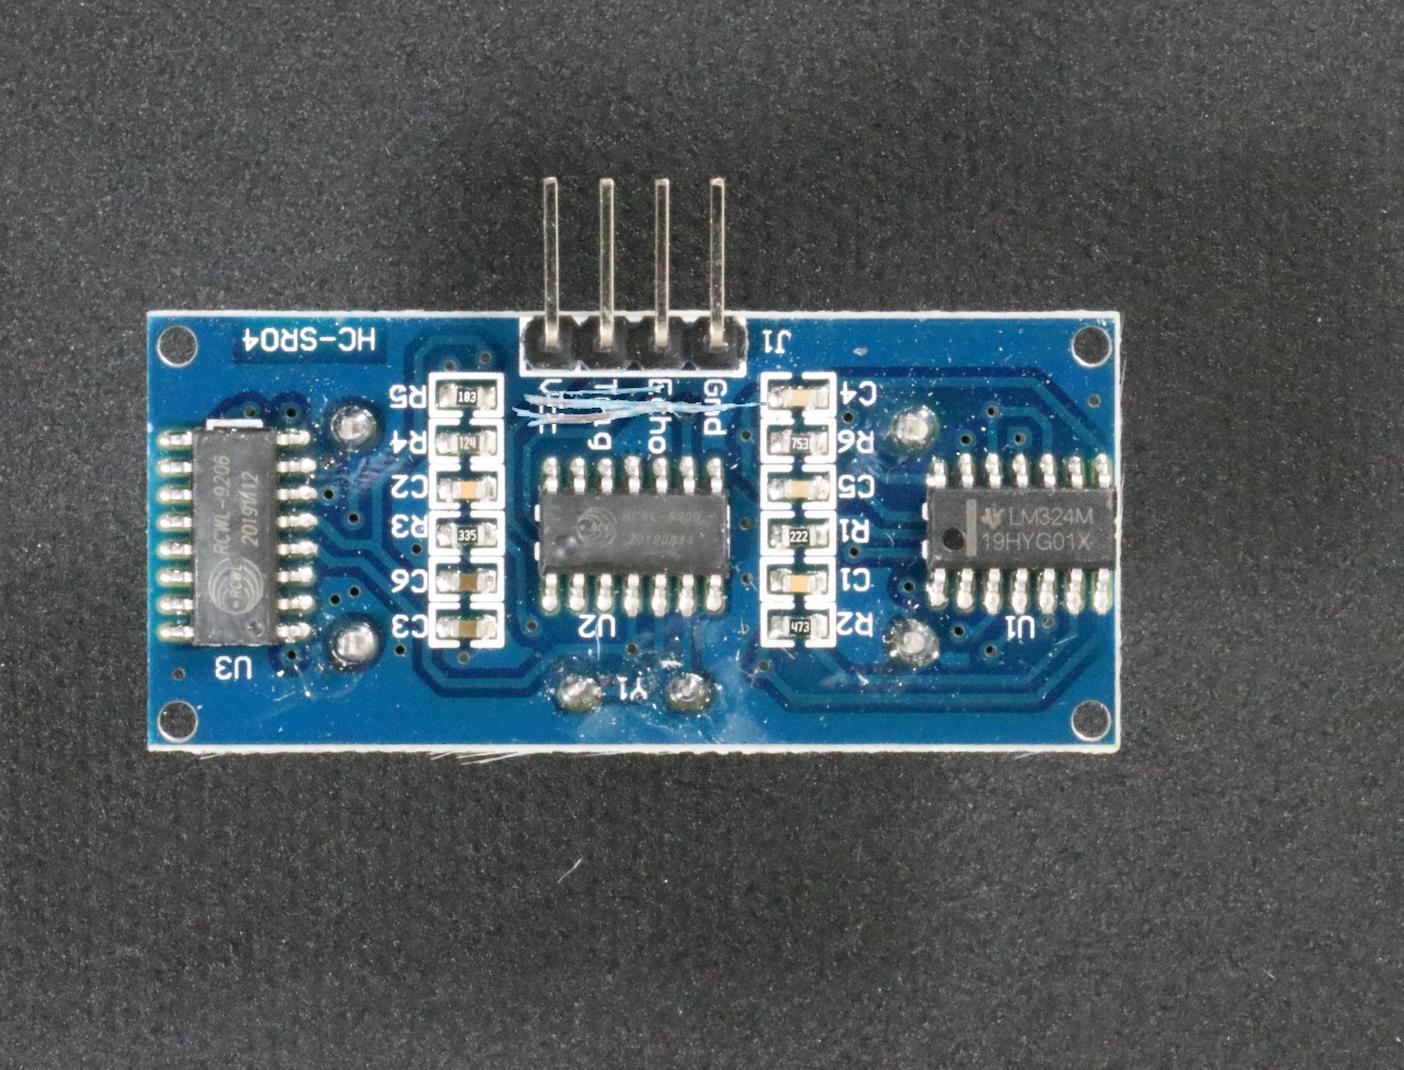 HC-SR04
J1
Gnd
Echo
R5
103
R4
124
C2
R3
335
C6
C3
C4
R6
753
C5
R1
222
C1
R2
473
RCWL-9206
RCWL
U3
U2
Y1
LM324M
19HYG01X
U1